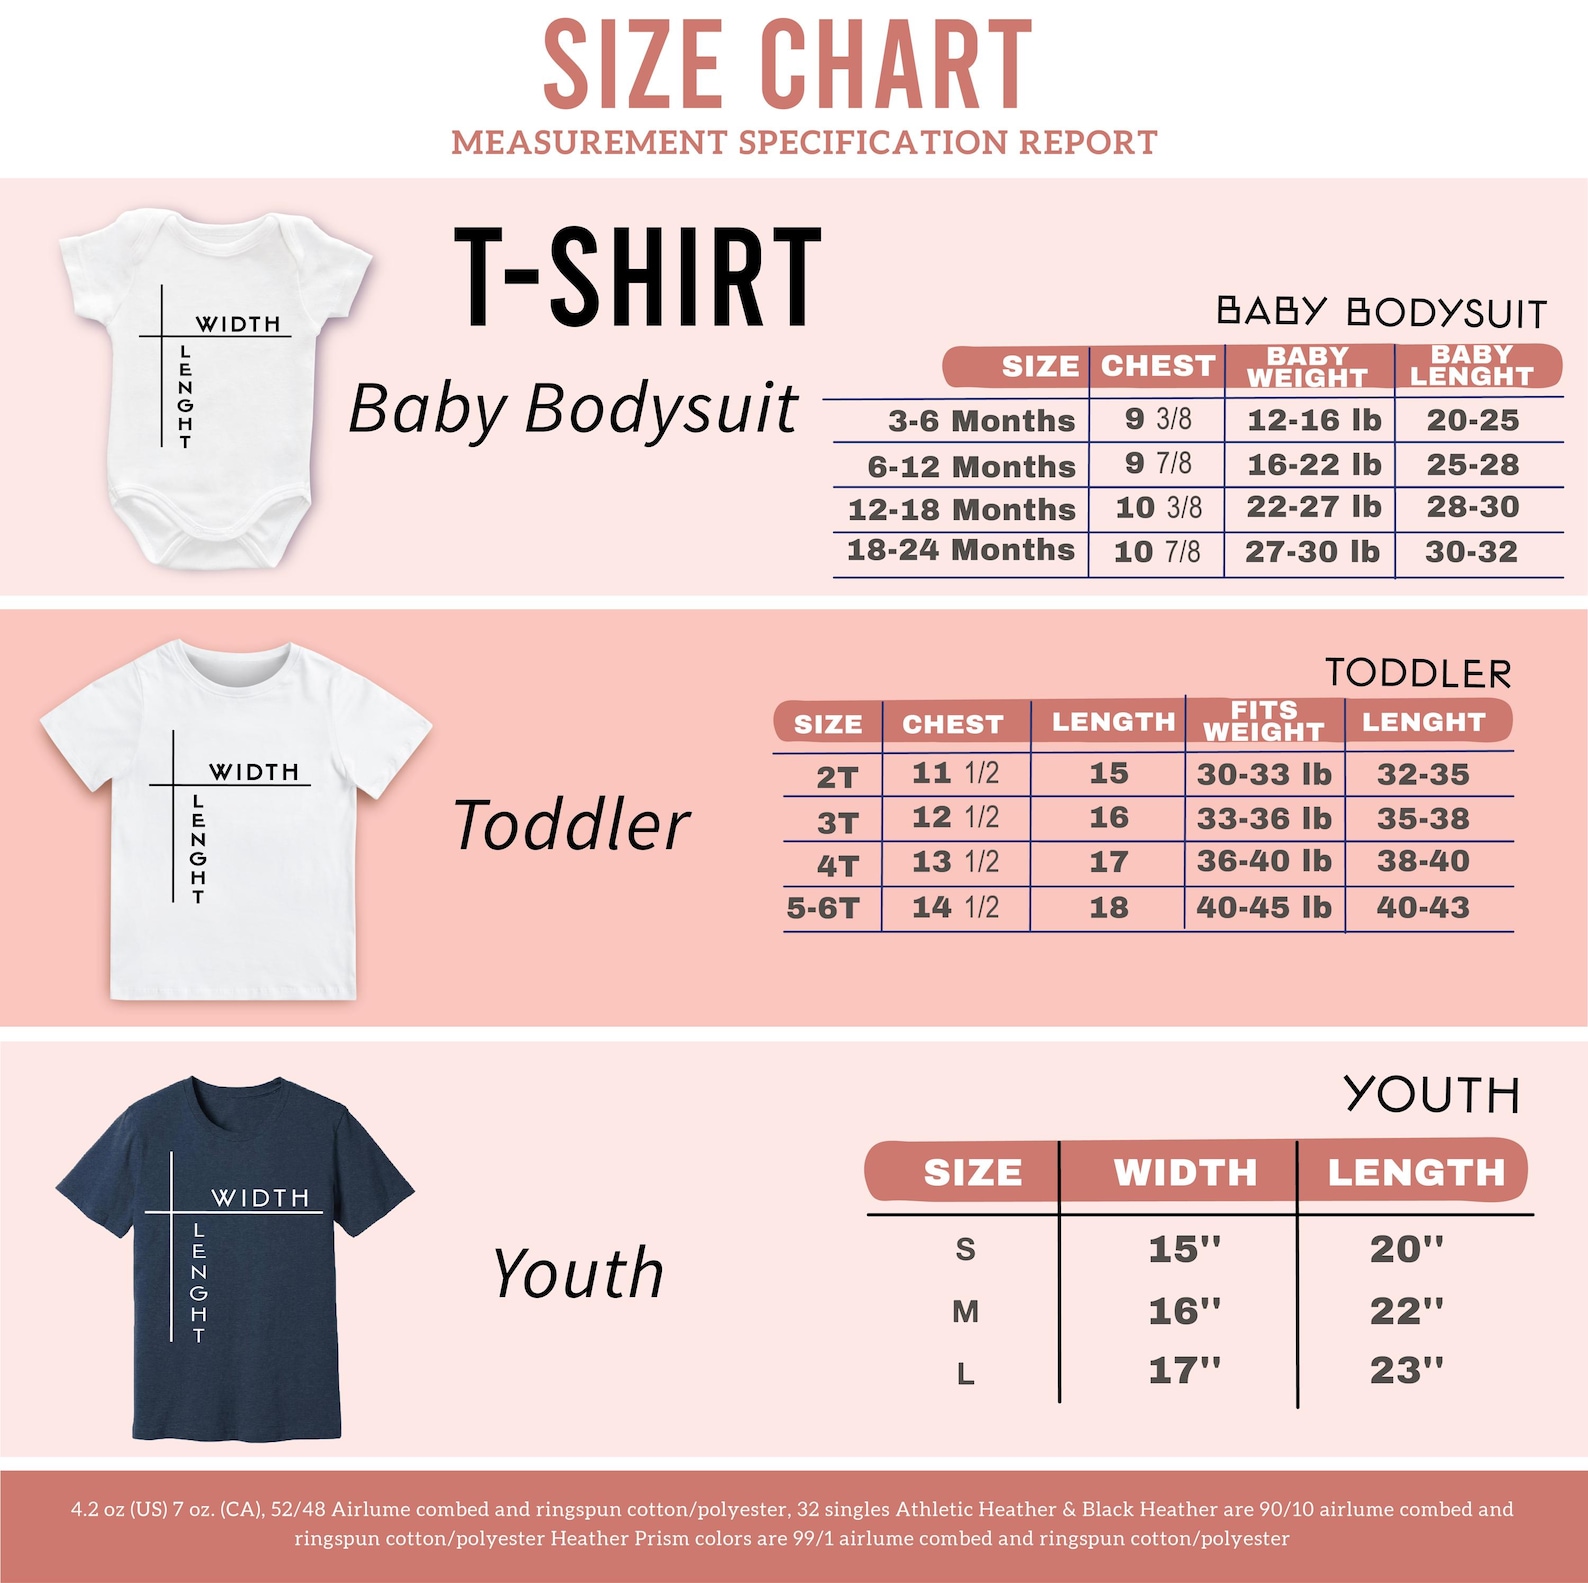 SIZE CHART
MEASUREMENT SPECIFICATION REPORT
T-SHIRT
Baby Bodysuit
WIDTH
LENGHT
BABY BODYSUIT
SIZE CHEST BABY WEIGHT BABY LENGHT
3-6 Months 9 3/8 12-16 lb 20-25
6-12 Months 9 7/8 16-22 lb 25-28
12-18 Months 10 3/8 22-27 lb 28-30
18-24 Months 10 7/8 27-30 lb 30-32
WIDTH
LENGHT
Toddler
TODDLER
SIZE CHEST LENGTH FITS WEIGHT LENGHT
2T 11 1/2 15 30-33 lb 32-35
3T 12 1/2 16 33-36 lb 35-38
4T 13 1/2 17 36-40 lb 38-40
5-6T 14 1/2 18 40-45 lb 40-43
WIDTH
LENGHT
Youth
YOUTH
SIZE WIDTH LENGTH
S 15'' 20''
M 16'' 22''
L 17'' 23''
4.2 oz (US) 7 oz. (CA), 52/48 Airlume combed and ringspun cotton/polyester, 32 singles Athletic Heather & Black Heather are 90/10 airlume combed and
ringspun cotton/polyester Heather Prism colors are 99/1 airlume combed and ringspun cotton/polyester